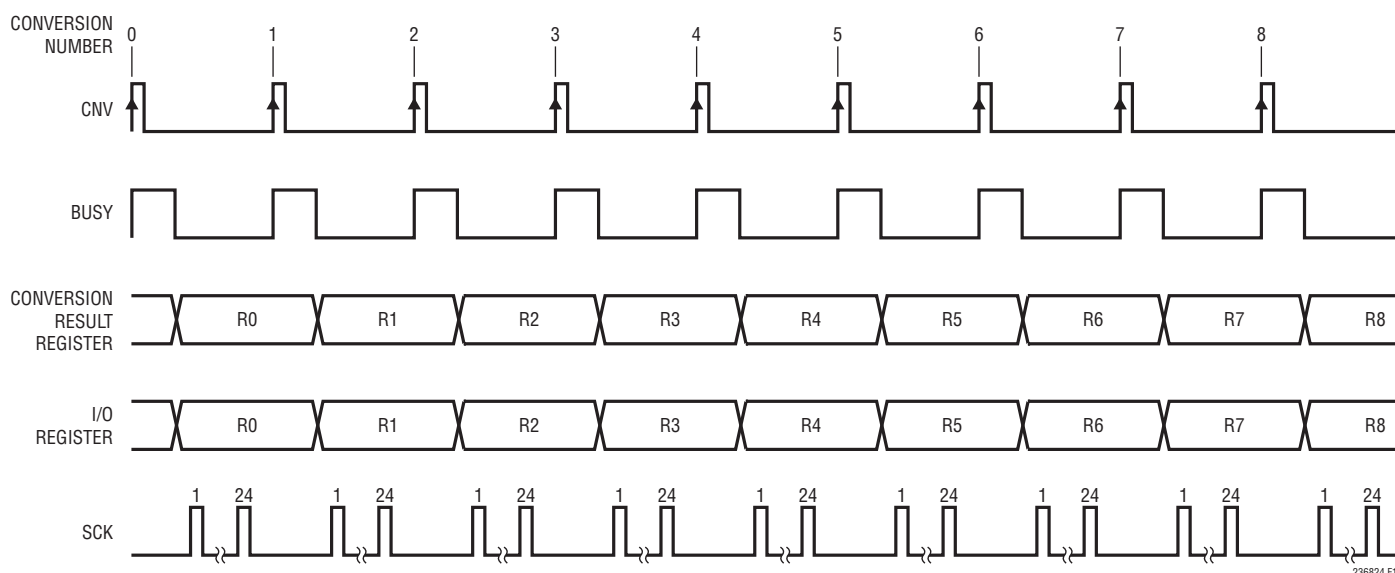 CONVERSION
NUMBER
0 1 2 3 4 5 6 7 8
CNV
BUSY
CONVERSION
RESULT
REGISTER
R0 R1 R2 R3 R4 R5 R6 R7 R8
I/O
REGISTER
R0 R1 R2 R3 R4 R5 R6 R7 R8
1 24 1 24 1 24 1 24 1 24 1 24 1 24 1 24 1 24
SCK